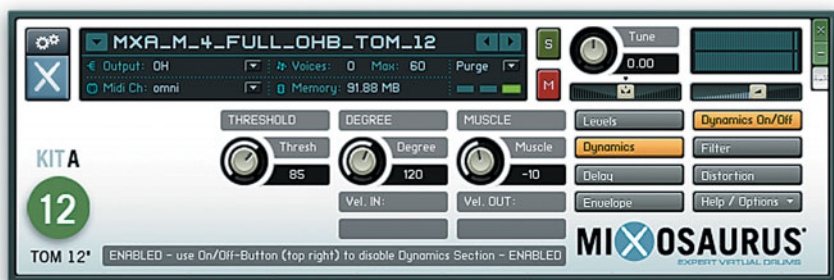 MXA_M_4_FULL_OHB_TOM_12
S
Tune
0.00
Output: OH
Voices: 0 Max: 60
Purge
Midi Ch: omni
Memory: 91.88 MB
M
THRESHOLD DEGREE MUSCLE
Thresh Degree Muscle
85 120 -10
Vel. IN: Vel. OUT:
Levels Dynamics On/Off
Dynamics Filter
Delay Distortion
Envelope Help / Options
KIT A
12
TOM 12"
ENABLED - use On/Off-Button (top right) to disable Dynamics Section - ENABLED
MIXOSAURUS
EXPERT VIRTUAL DRUMS